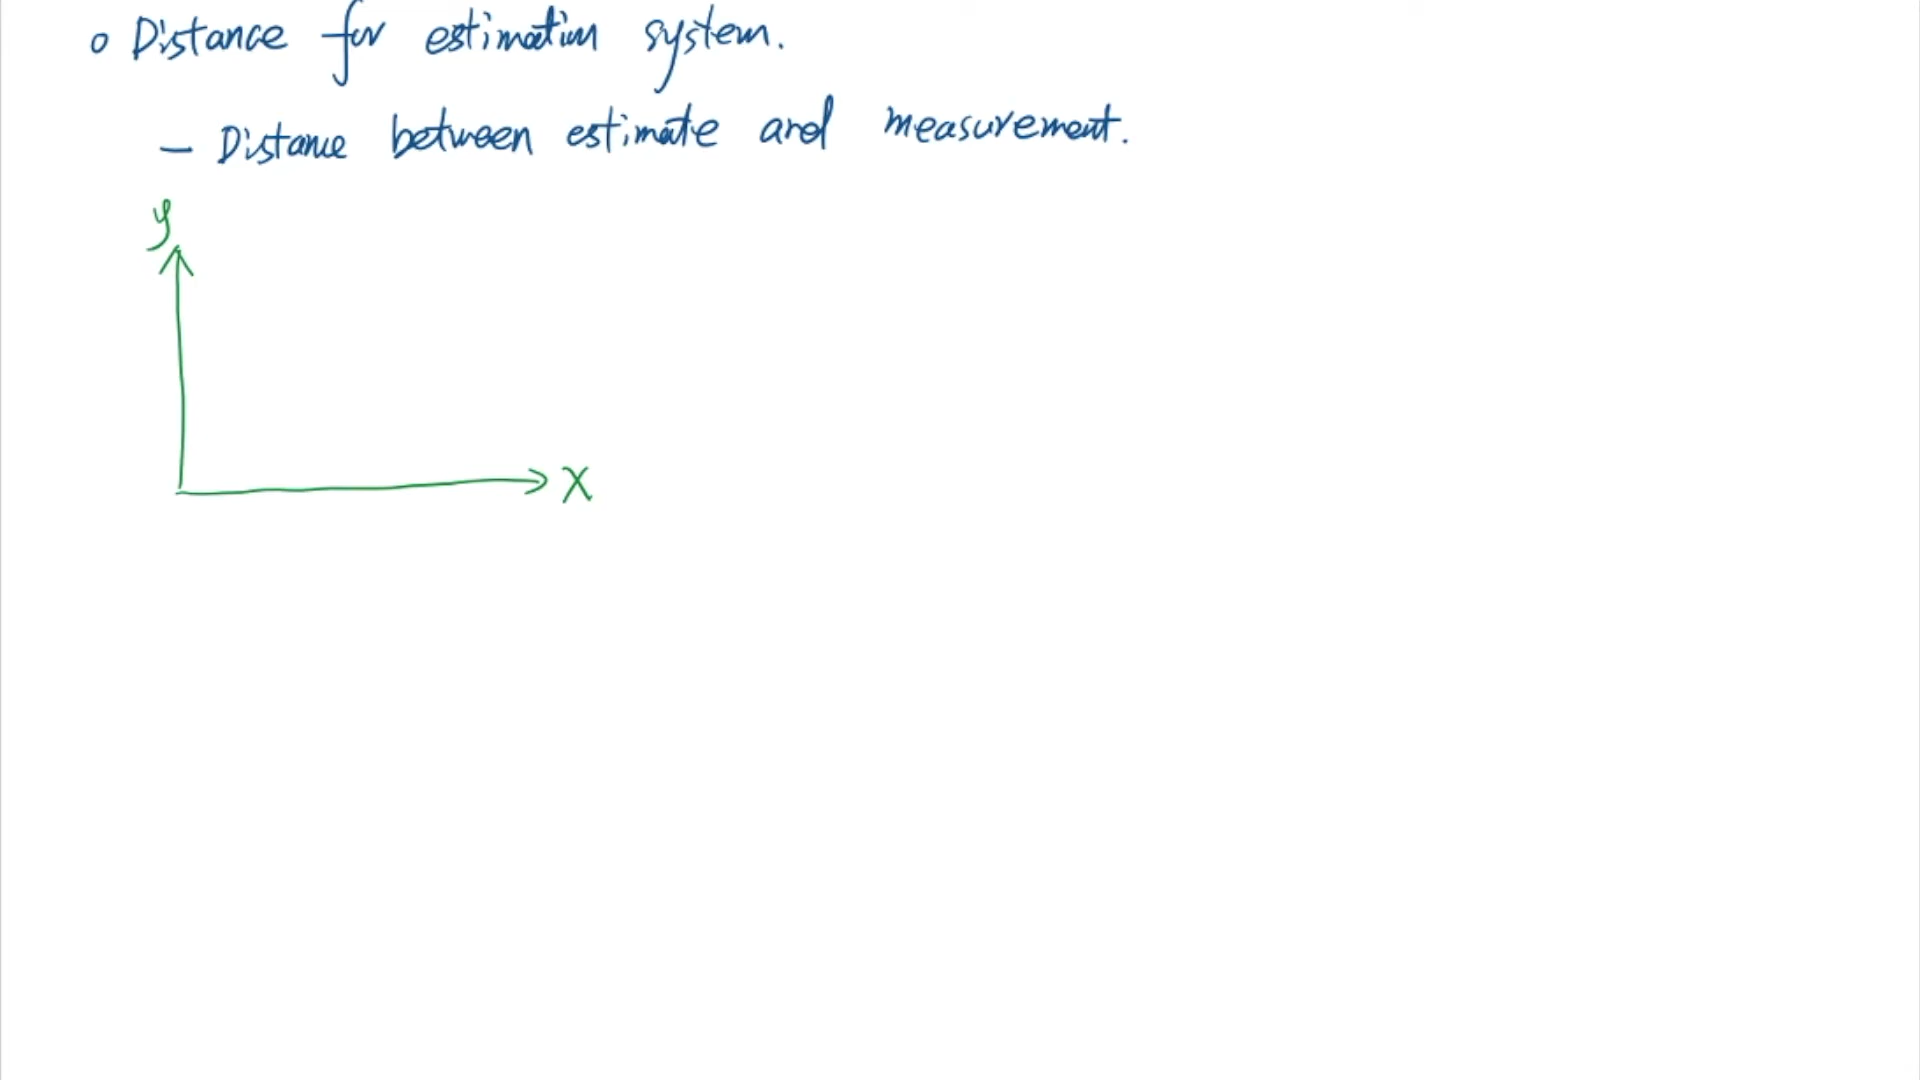 o Distance for estimation system.
— Distance between estimate and measurement.
y
x